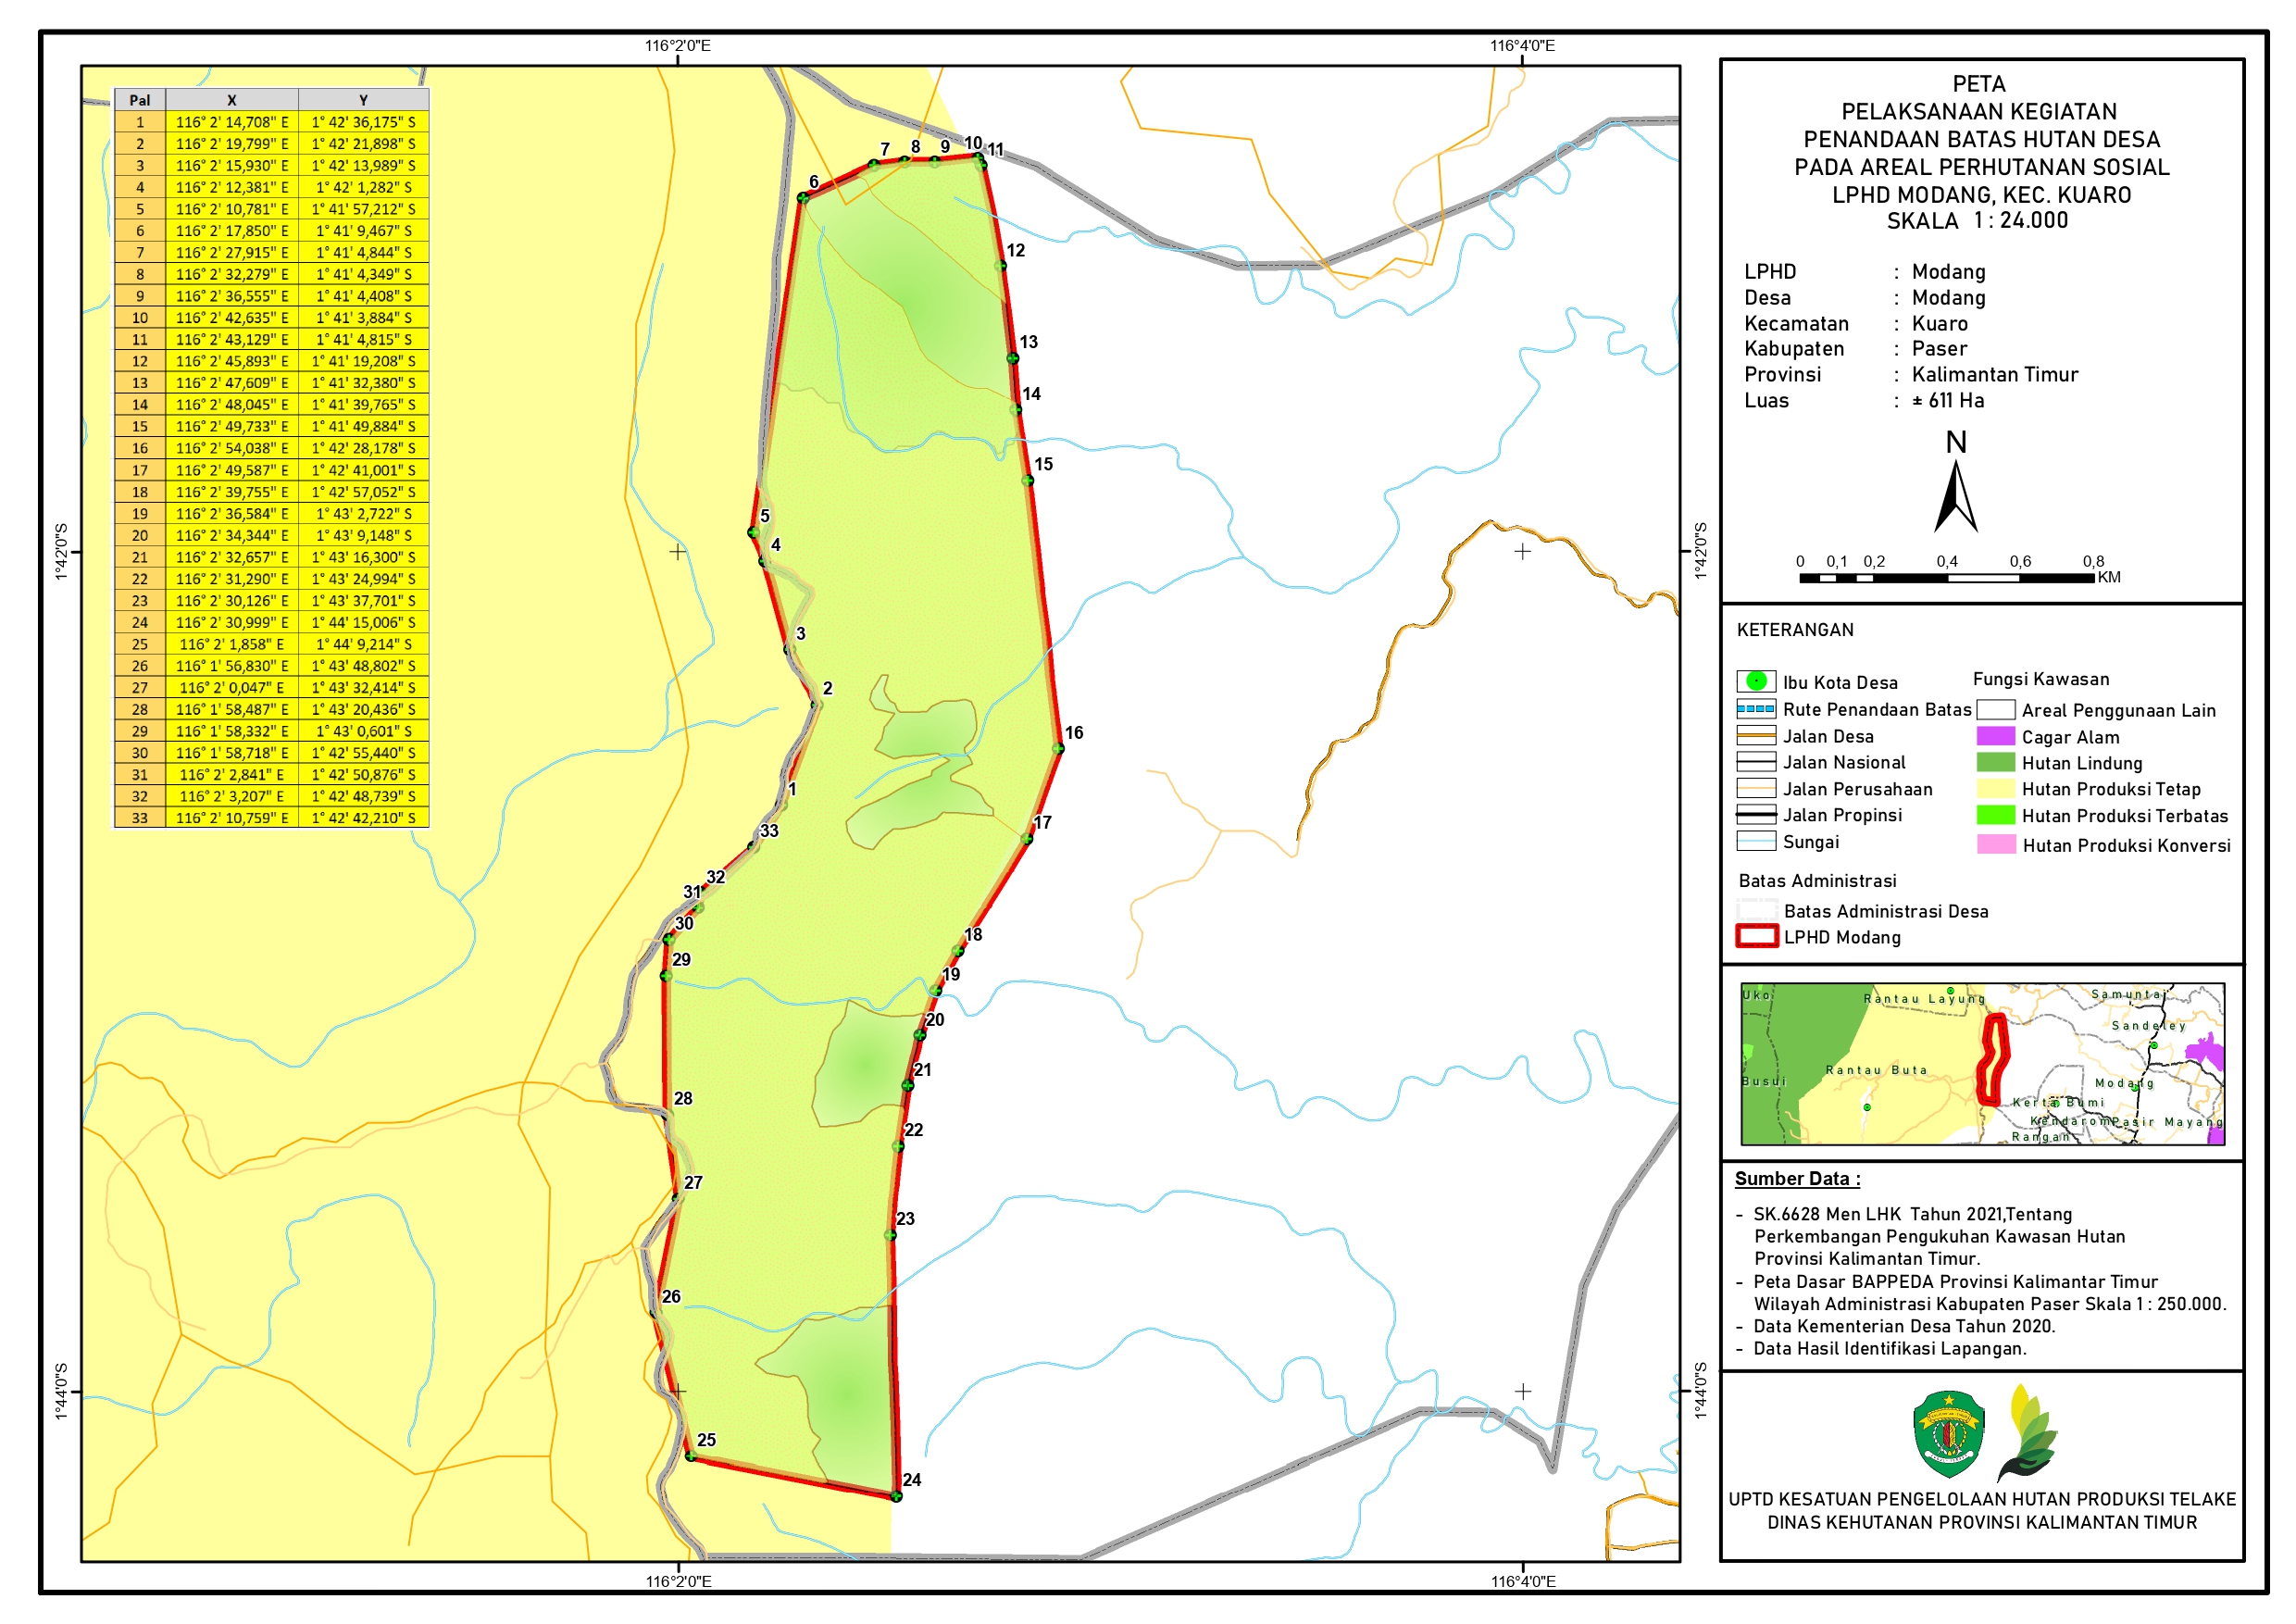 116°2'0"E 116°4'0"E
Pal X Y
1 116° 2' 14,708" E 1° 42' 36,175" S
2 116° 2' 19,799" E 1° 42' 21,898" S
3 116° 2' 15,930" E 1° 42' 13,989" S
4 116° 2' 12,381" E 1° 42' 1,282" S
5 116° 2' 10,781" E 1° 41' 57,212" S
6 116° 2' 17,850" E 1° 41' 9,467" S
7 116° 2' 27,915" E 1° 41' 4,844" S
8 116° 2' 32,279" E 1° 41' 4,349" S
9 116° 2' 36,555" E 1° 41' 4,408" S
10 116° 2' 42,635" E 1° 41' 3,884" S
11 116° 2' 43,129" E 1° 41' 4,815" S
12 116° 2' 45,893" E 1° 41' 19,208" S
13 116° 2' 47,609" E 1° 41' 32,380" S
14 116° 2' 48,045" E 1° 41' 39,765" S
15 116° 2' 49,733" E 1° 41' 49,884" S
16 116° 2' 54,038" E 1° 42' 28,178" S
17 116° 2' 49,587" E 1° 42' 41,001" S
18 116° 2' 39,755" E 1° 42' 57,052" S
19 116° 2' 36,584" E 1° 43' 2,722" S
20 116° 2' 34,344" E 1° 43' 9,148" S
21 116° 2' 32,657" E 1° 43' 16,300" S
22 116° 2' 31,290" E 1° 43' 24,994" S
23 116° 2' 30,126" E 1° 43' 37,701" S
24 116° 2' 30,999" E 1° 44' 15,006" S
25 116° 2' 1,858" E 1° 44' 9,214" S
26 116° 1' 56,830" E 1° 43' 48,802" S
27 116° 2' 0,047" E 1° 43' 32,414" S
28 116° 1' 58,487" E 1° 43' 20,436" S
29 116° 1' 58,332" E 1° 43' 0,601" S
30 116° 1' 58,718" E 1° 42' 55,440" S
31 116° 2' 2,841" E 1° 42' 50,876" S
32 116° 2' 3,207" E 1° 42' 48,739" S
33 116° 2' 10,759" E 1° 42' 42,210" S
7 8 9 10 11
6
12
13
14
15
5
4
3
2
16
1
17
33
32
31
30
18
29
19
20
21
28
22
27
23
26
25
24
1°42'0"S 1°42'0"S
1°44'0"S 1°44'0"S
116°2'0"E 116°4'0"E
PETA
PELAKSANAAN KEGIATAN
PENANDAAN BATAS HUTAN DESA
PADA AREAL PERHUTANAN SOSIAL
LPHD MODANG, KEC. KUARO
SKALA 1 : 24.000
LPHD : Modang
Desa : Modang
Kecamatan : Kuaro
Kabupaten : Paser
Provinsi : Kalimantan Timur
Luas : ± 611 Ha
N
0 0,1 0,2 0,4 0,6 0,8
KM
KETERANGAN
Ibu Kota Desa
Rute Penandaan Batas
Jalan Desa
Jalan Nasional
Jalan Perusahaan
Jalan Propinsi
Sungai
Fungsi Kawasan
Areal Penggunaan Lain
Cagar Alam
Hutan Lindung
Hutan Produksi Tetap
Hutan Produksi Terbatas
Hutan Produksi Konversi
Batas Administrasi
Batas Administrasi Desa
LPHD Modang
Uko
Rantau Layung
Samuntai
Sandeley
Rantau Buta
Busui
Modang
Kerta Bumi
Kendarom
Pasir Mayang
Rangan
Sumber Data :
- SK.6628 Men LHK Tahun 2021,Tentang
Perkembangan Pengukuhan Kawasan Hutan
Provinsi Kalimantan Timur.
- Peta Dasar BAPPEDA Provinsi Kalimantar Timur
Wilayah Administrasi Kabupaten Paser Skala 1 : 250.000.
- Data Kementerian Desa Tahun 2020.
- Data Hasil Identifikasi Lapangan.
UPTD KESATUAN PENGELOLAAN HUTAN PRODUKSI TELAKE
DINAS KEHUTANAN PROVINSI KALIMANTAN TIMUR